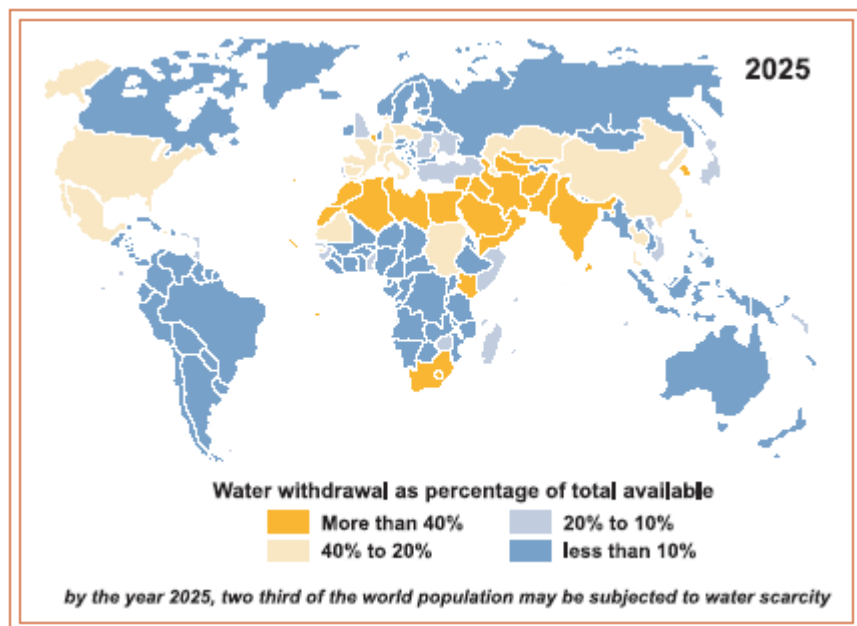 2025
Water withdrawal as percentage of total available
More than 40%
20% to 10%
40% to 20%
less than 10%
by the year 2025, two third of the world population may be subjected to water scarcity